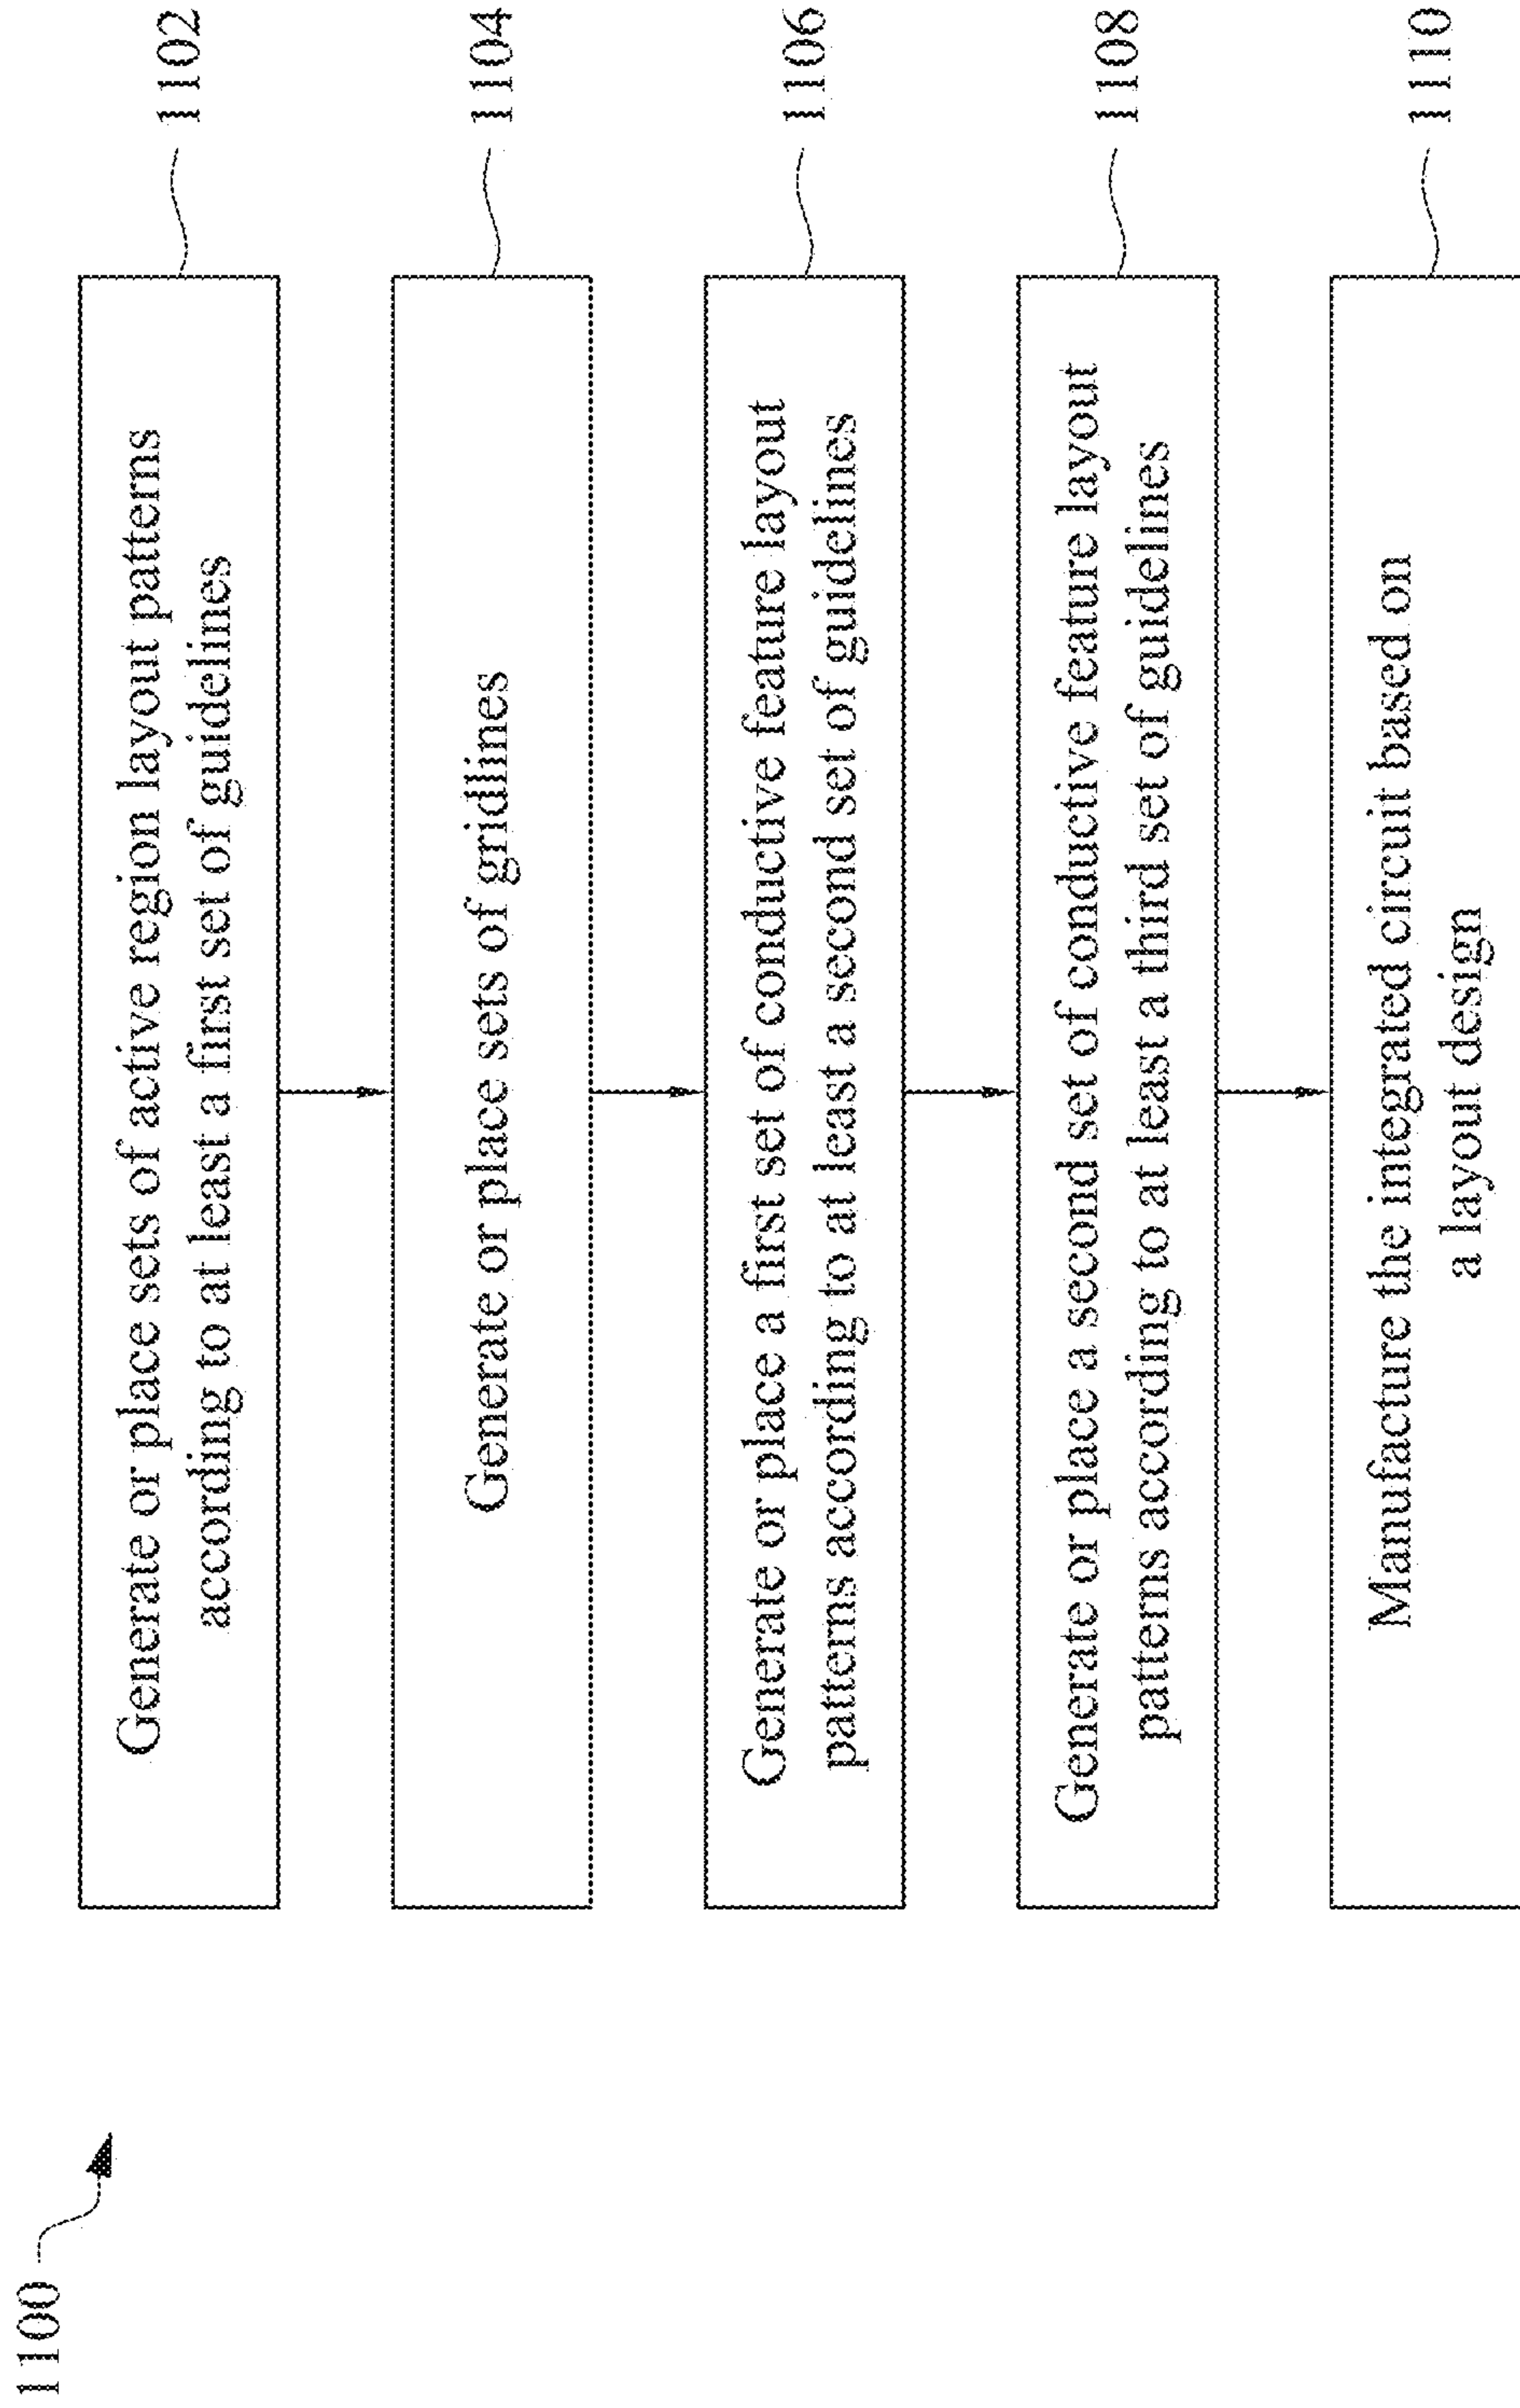 1100
Generate or place sets of active region layout patterns
according to at least a first set of guidelines
1102
Generate or place sets of gridlines
1104
Generate or place a first set of conductive feature layout
patterns according to at least a second set of guidelines
1106
Generate or place a second set of conductive feature layout
patterns according to at least a third set of guidelines
1108
Manufacture the integrated circuit based on
a layout design
1110